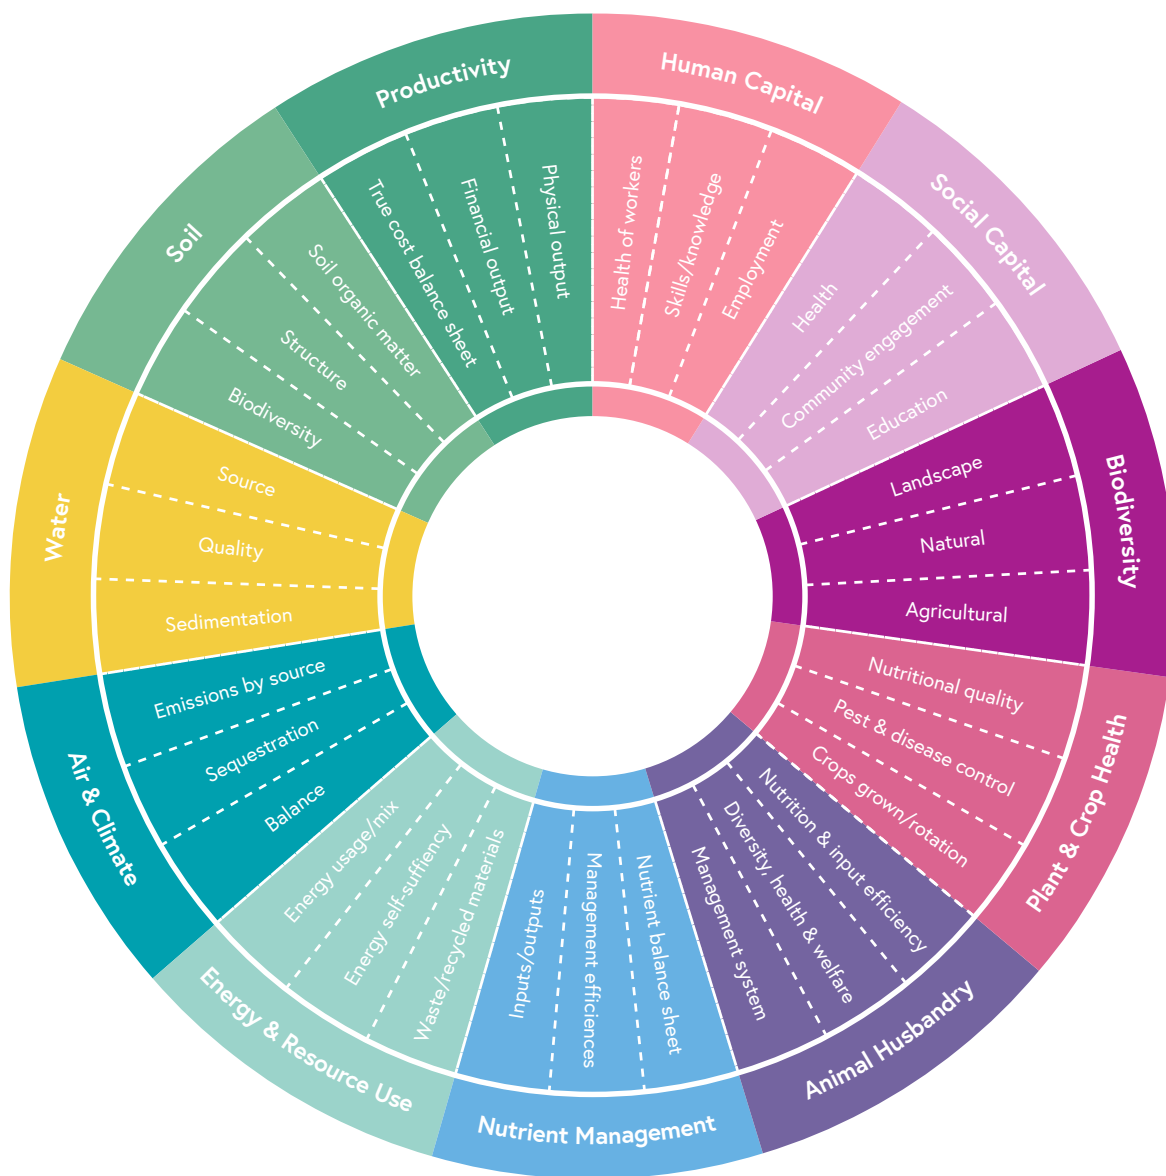 Human Capital
Health of workers
Skills/knowledge
Employment
Social Capital
Health
Community engagement
Education
Biodiversity
Landscape
Natural
Agricultural
Plant & Crop Health
Nutritional quality
Pest & disease control
Crops grown/rotation
Animal Husbandry
Nutrition & input efficiency
Diversity, health & welfare
Management system
Nutrient Management
Nutrient balance sheet
Management efficiences
Inputs/outputs
Energy & Resource Use
Waste/recycled materials
Energy self-suffiency
Energy usage/mix
Air & Climate
Balance
Sequestration
Emissions by source
Water
Sedimentation
Quality
Source
Soil
Biodiversity
Structure
Soil organic matter
Productivity
True cost balance sheet
Financial output
Physical output